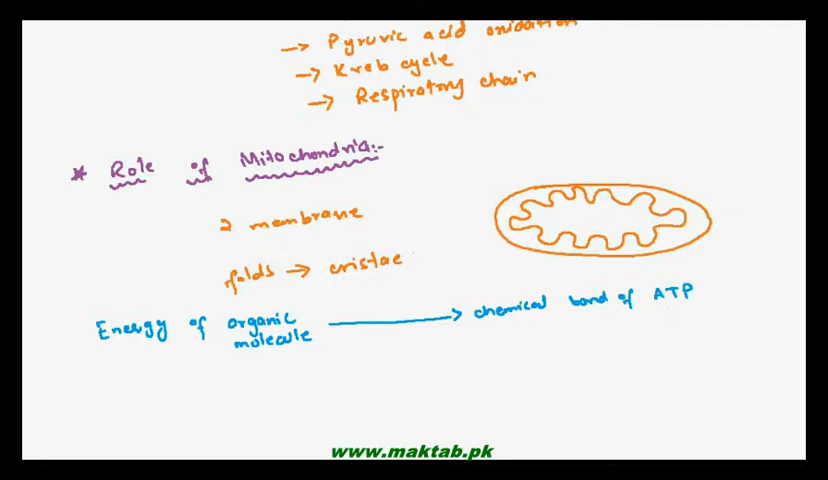 → Pyruvic acid oxidation
→ Kreb cycle
→ Respiratory chain
* Role of Mitochondria:-
2 membrane
folds → cristae
Energy of organic molecule → chemical bond of ATP
www.maktab.pk